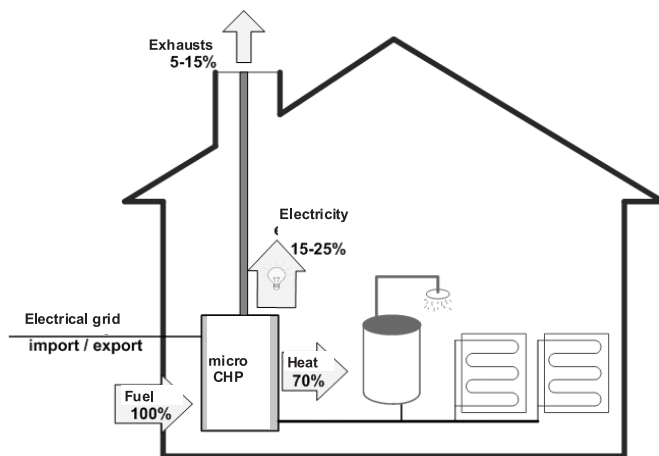 Exhausts
5-15%
Electricity
15-25%
Electrical grid
import / export
micro
CHP
Heat
70%
Fuel
100%